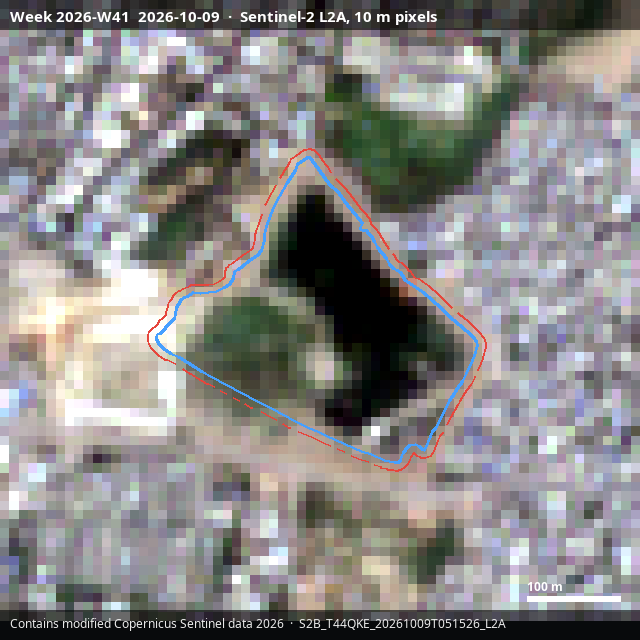 Week 2026-W41 2026-10-09 · Sentinel-2 L2A, 10 m pixels
100 m
Contains modified Copernicus Sentinel data 2026 · S2B_T44QKE_20261009T051526_L2A